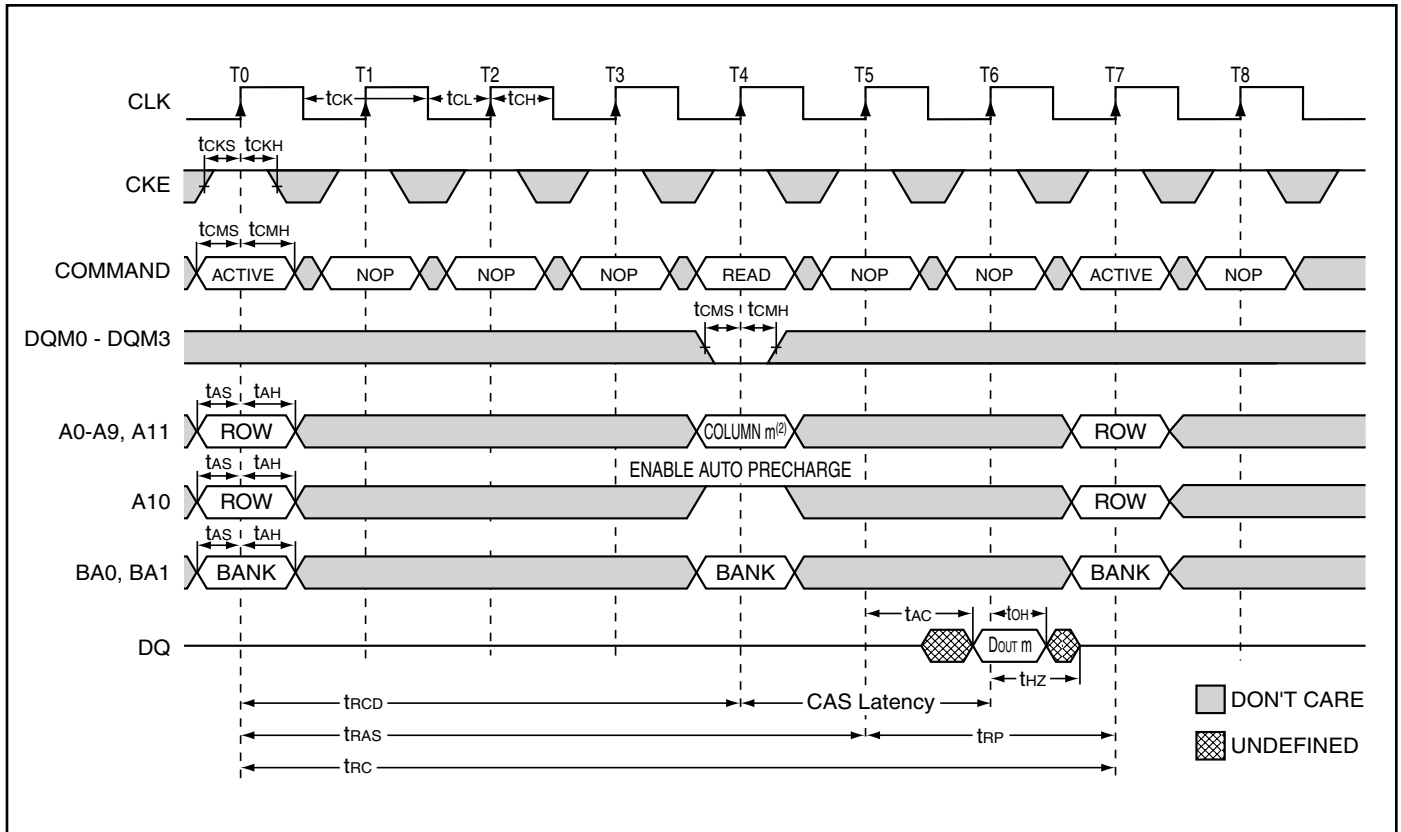 T0 T1 T2 T3 T4 T5 T6 T7 T8
CLK tCK tCL tCH
tCKS tCKH
CKE
tCMS tCMH
COMMAND ACTIVE NOP NOP NOP READ NOP NOP ACTIVE NOP
tCMS tCMH
DQM0 - DQM3
tAS tAH
A0-A9, A11 ROW COLUMN m(2) ROW
tAS tAH ENABLE AUTO PRECHARGE
A10 ROW ROW
tAS tAH
BA0, BA1 BANK BANK BANK
tAC tOH
DQ DOUT m
tHZ
tRCD CAS Latency DON'T CARE
tRAS tRP UNDEFINED
tRC